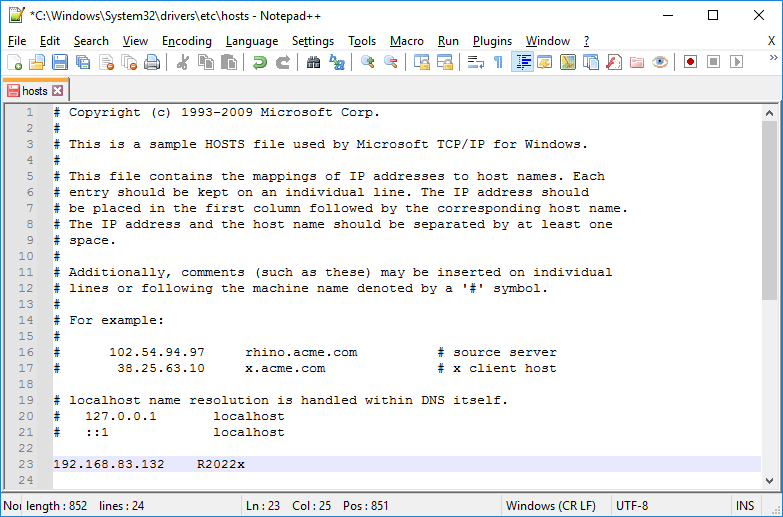 *C:\Windows\System32\drivers\etc\hosts - Notepad++
File Edit Search View Encoding Language Settings Tools Macro Run Plugins Window ? X
hosts
1 # Copyright (c) 1993-2009 Microsoft Corp.
2 #
3 # This is a sample HOSTS file used by Microsoft TCP/IP for Windows.
4 #
5 # This file contains the mappings of IP addresses to host names. Each
6 # entry should be kept on an individual line. The IP address should
7 # be placed in the first column followed by the corresponding host name.
8 # The IP address and the host name should be separated by at least one
9 # space.
10 #
11 # Additionally, comments (such as these) may be inserted on individual
12 # lines or following the machine name denoted by a '#' symbol.
13 #
14 # For example:
15 #
16 #      102.54.94.97     rhino.acme.com          # source server
17 #       38.25.63.10     x.acme.com              # x client host
18
19 # localhost name resolution is handled within DNS itself.
20 #   127.0.0.1       localhost
21 #   ::1             localhost
22
23 192.168.83.132    R2022x
24
Noı length : 852 lines : 24 Ln : 23 Col : 25 Pos : 851 Windows (CR LF) UTF-8 INS